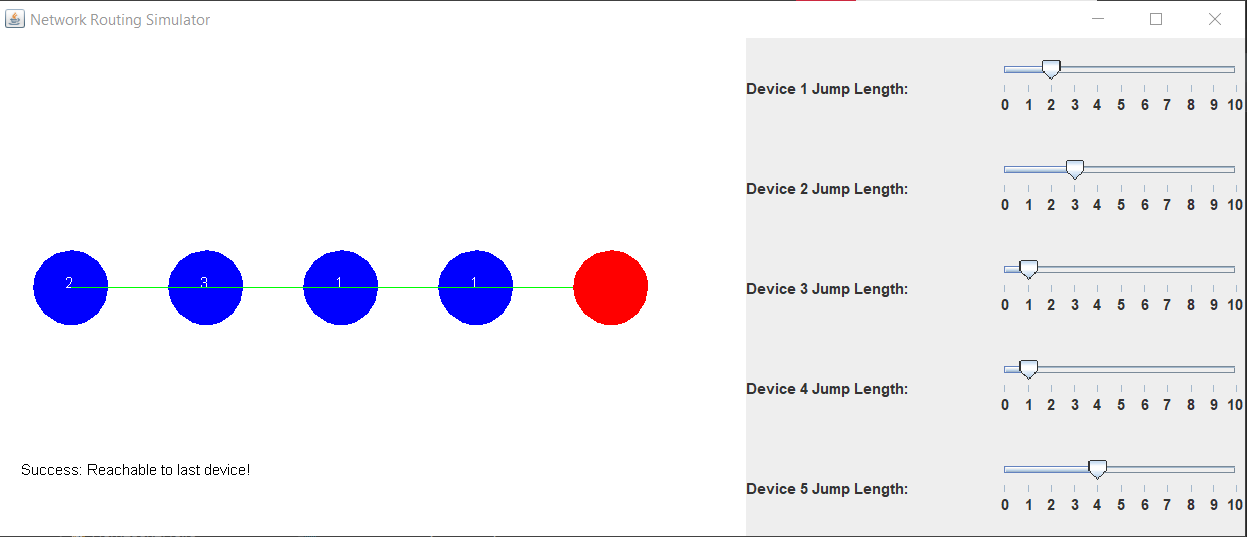 Network Routing Simulator
2 3 1 1
Success: Reachable to last device!
Device 1 Jump Length:
0 1 2 3 4 5 6 7 8 9 10
Device 2 Jump Length:
0 1 2 3 4 5 6 7 8 9 10
Device 3 Jump Length:
0 1 2 3 4 5 6 7 8 9 10
Device 4 Jump Length:
0 1 2 3 4 5 6 7 8 9 10
Device 5 Jump Length:
0 1 2 3 4 5 6 7 8 9 10